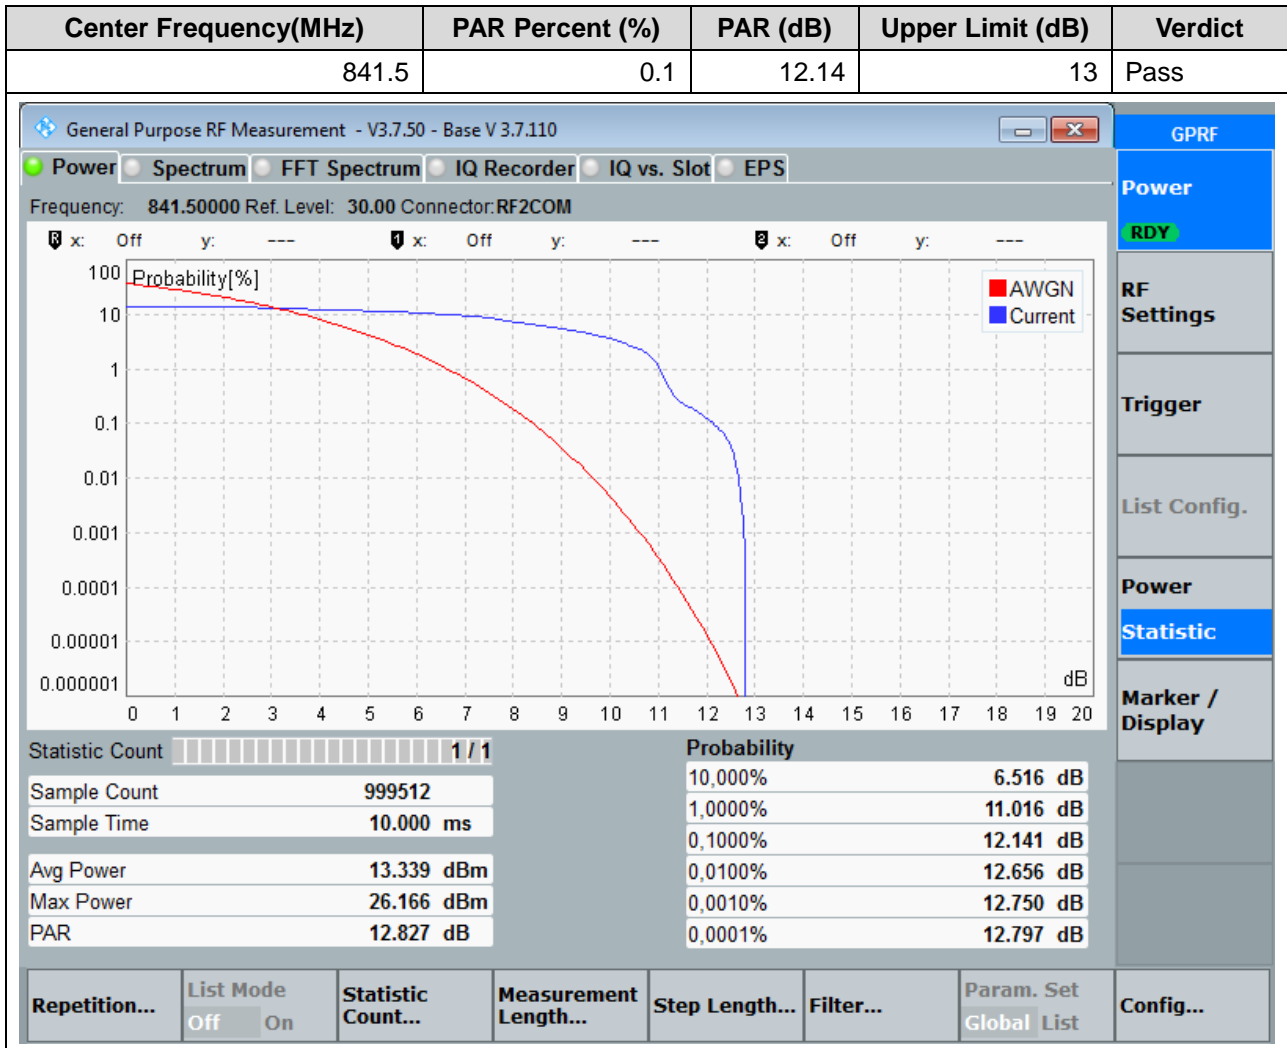 Center Frequency(MHz) PAR Percent (%) PAR (dB) Upper Limit (dB) Verdict
841.5 0.1 12.14 13 Pass
General Purpose RF Measurement - V3.7.50 - Base V 3.7.110
GPRF
Power Spectrum FFT Spectrum IQ Recorder IQ vs. Slot EPS
Power
RDY
Frequency: 841.50000 Ref. Level: 30.00 Connector: RF2COM
R x: Off y: --- 1 x: Off y: --- 2 x: Off y: ---
Probability[%]
100
10
1
0.1
0.01
0.001
0.0001
0.00001
0.000001
AWGN
Current
dB
0 1 2 3 4 5 6 7 8 9 10 11 12 13 14 15 16 17 18 19 20
RF
Settings
Trigger
List Config.
Power
Statistic
Marker /
Display
Statistic Count 1 / 1
Sample Count 999512
Sample Time 10.000 ms
Avg Power 13.339 dBm
Max Power 26.166 dBm
PAR 12.827 dB
Probability
10,000% 6.516 dB
1,0000% 11.016 dB
0,1000% 12.141 dB
0,0100% 12.656 dB
0,0010% 12.750 dB
0,0001% 12.797 dB
Repetition...
List Mode
Off On
Statistic
Count...
Measurement
Length...
Step Length...
Filter...
Param. Set
Global List
Config...